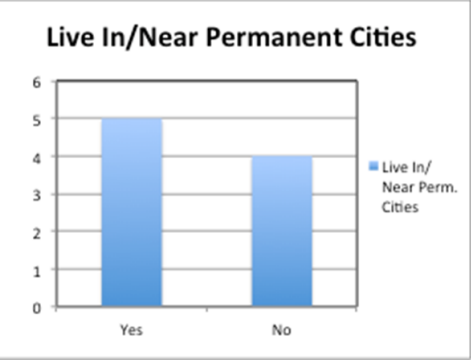 Live In/Near Permanent Cities
6
5
4
3
2
1
0
Yes No
Live In/
Near Perm.
Cities